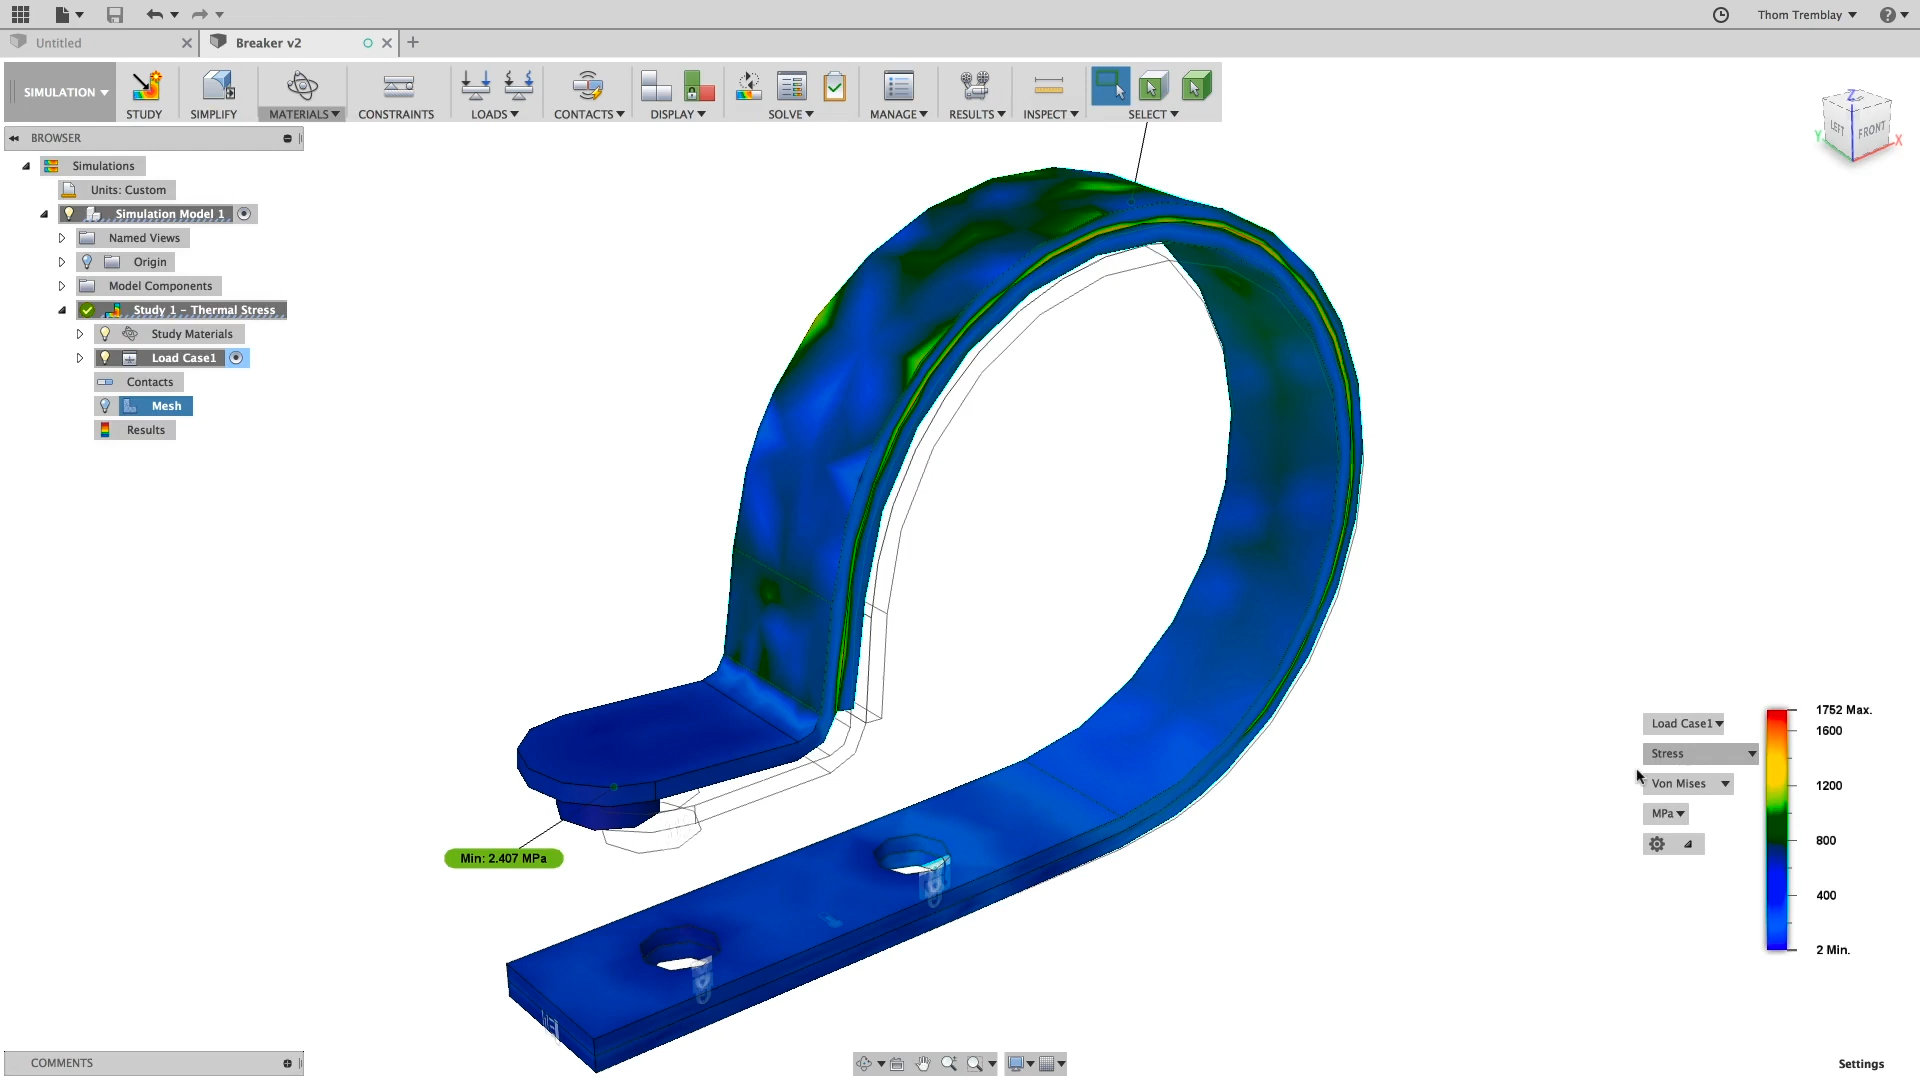 Thom Tremblay
?
Untitled
Breaker v2
SIMULATION
STUDY
SIMPLIFY
MATERIALS
CONSTRAINTS
LOADS
CONTACTS
DISPLAY
SOLVE
MANAGE
RESULTS
INSPECT
SELECT
BROWSER
Simulations
Units: Custom
Simulation Model 1
Named Views
Origin
Model Components
Study 1 - Thermal Stress
Study Materials
Load Case1
Contacts
Mesh
Results
Z
LEFT
FRONT
Y
X
Min: 2.407 MPa
Load Case1
Stress
Von Mises
MPa
1752 Max.
1600
1200
800
400
2 Min.
COMMENTS
Settings